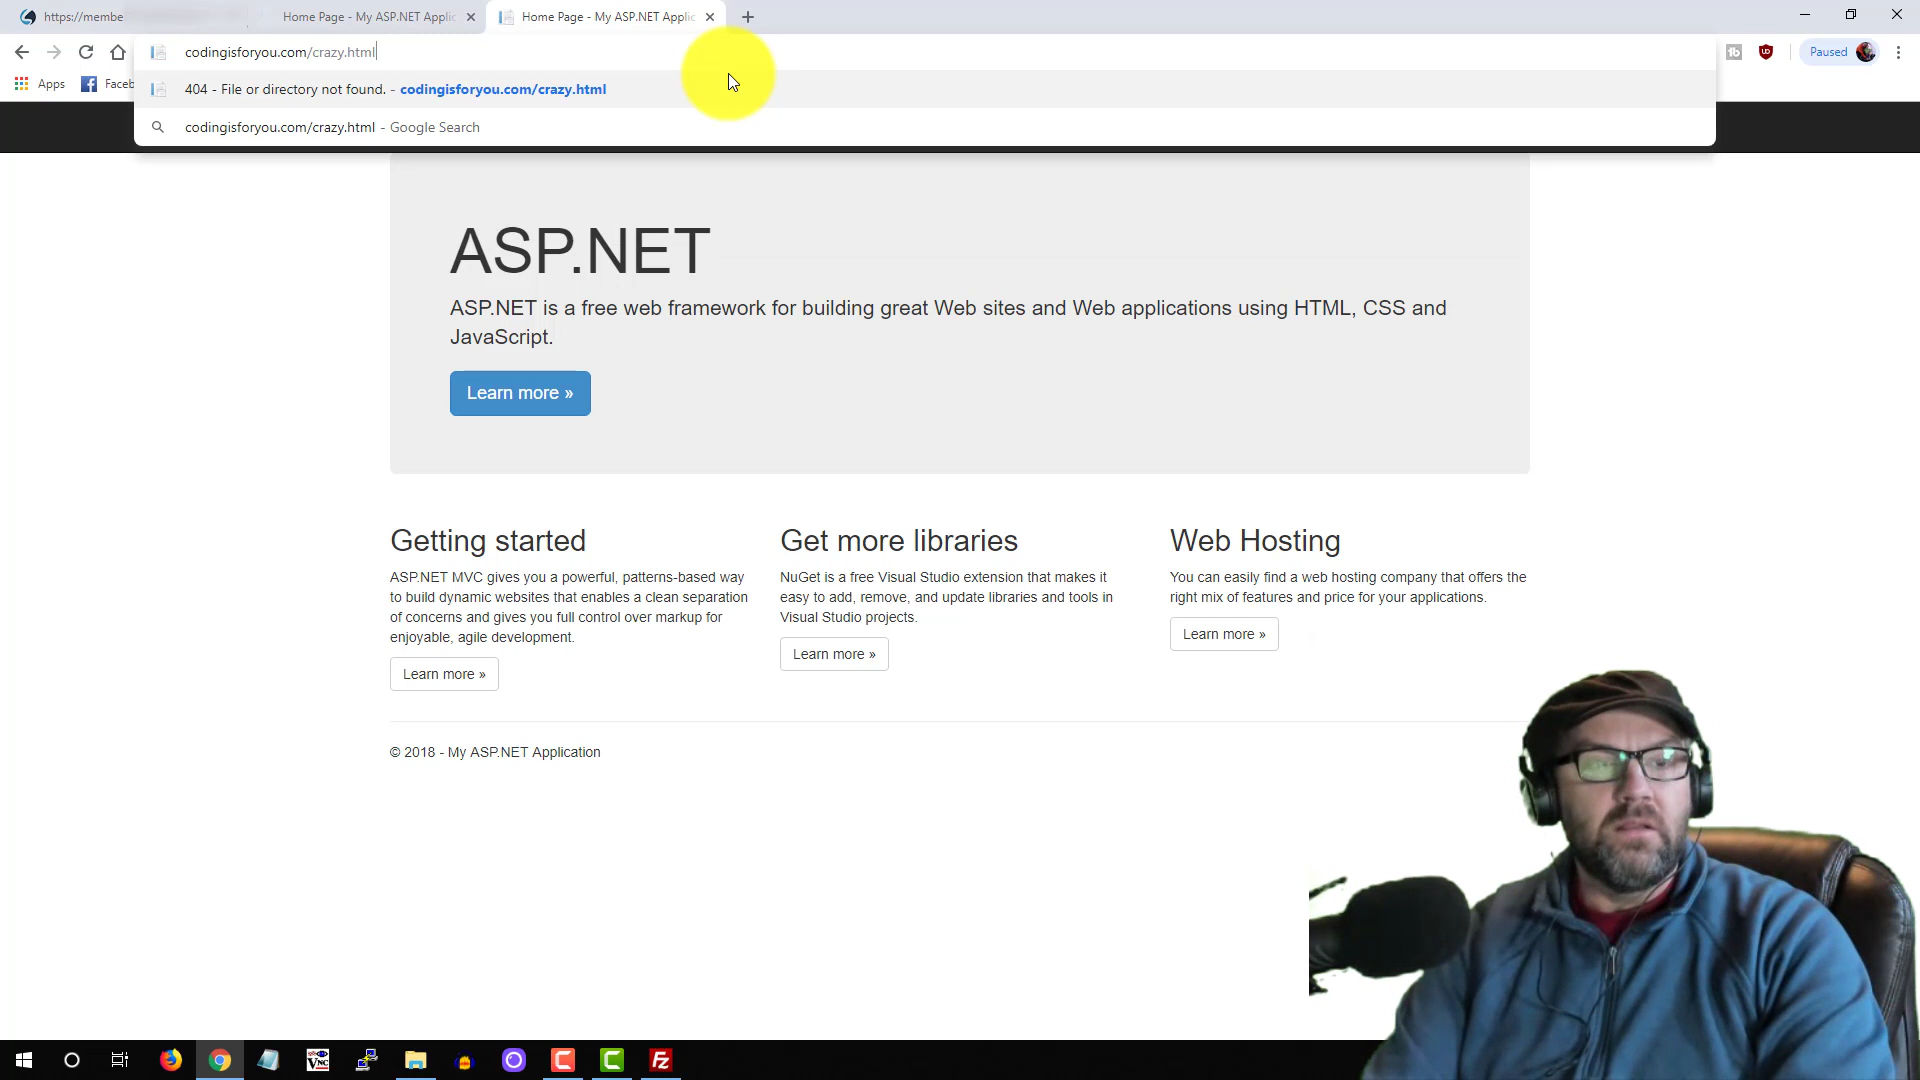 https://membe
Home Page - My ASP.NET Applic
Home Page - My ASP.NET Applic
codingisforyou.com/crazy.html
Paused
Apps
Faceb
404 - File or directory not found. - codingisforyou.com/crazy.html
codingisforyou.com/crazy.html - Google Search
ASP.NET
ASP.NET is a free web framework for building great Web sites and Web applications using HTML, CSS and
JavaScript.
Learn more »
Getting started
ASP.NET MVC gives you a powerful, patterns-based way
to build dynamic websites that enables a clean separation
of concerns and gives you full control over markup for
enjoyable, agile development.
Learn more »
Get more libraries
NuGet is a free Visual Studio extension that makes it
easy to add, remove, and update libraries and tools in
Visual Studio projects.
Learn more »
Web Hosting
You can easily find a web hosting company that offers the
right mix of features and price for your applications.
Learn more »
© 2018 - My ASP.NET Application
VNC
Fz